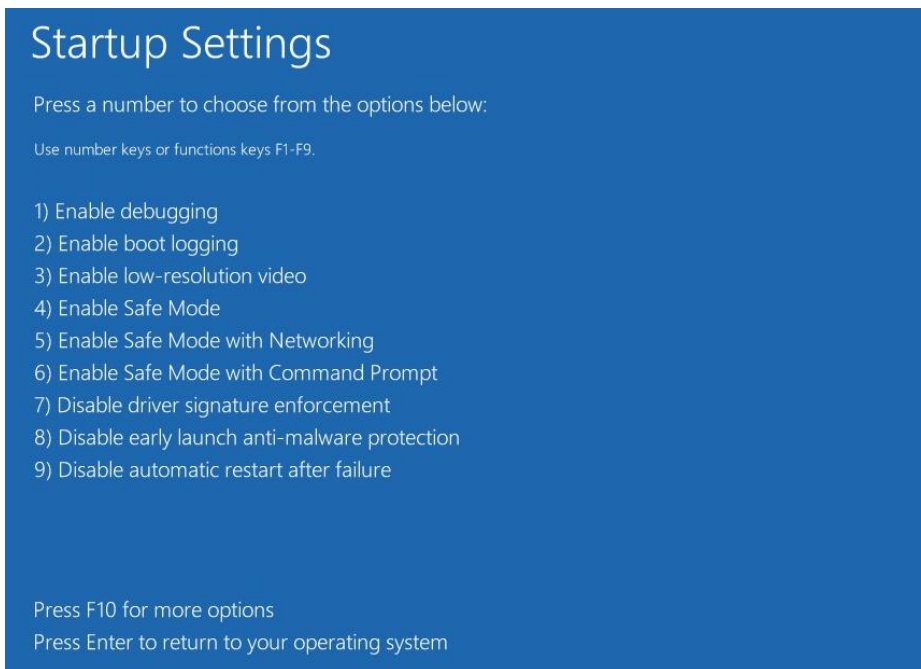 Startup Settings
Press a number to choose from the options below:
Use number keys or functions keys F1-F9.
1) Enable debugging
2) Enable boot logging
3) Enable low-resolution video
4) Enable Safe Mode
5) Enable Safe Mode with Networking
6) Enable Safe Mode with Command Prompt
7) Disable driver signature enforcement
8) Disable early launch anti-malware protection
9) Disable automatic restart after failure
Press F10 for more options
Press Enter to return to your operating system